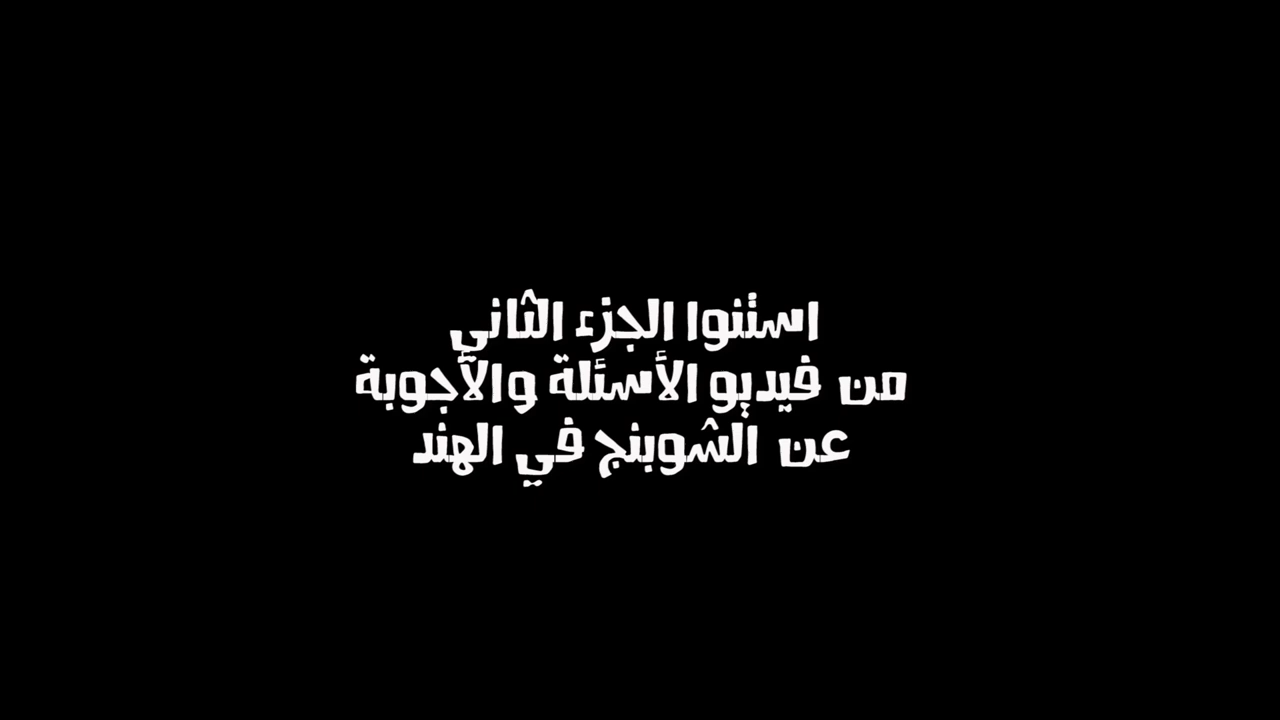 استنوا الجزء الثاني
من فيديو الأسئلة والأجوبة
عن الشوبنج في الهند